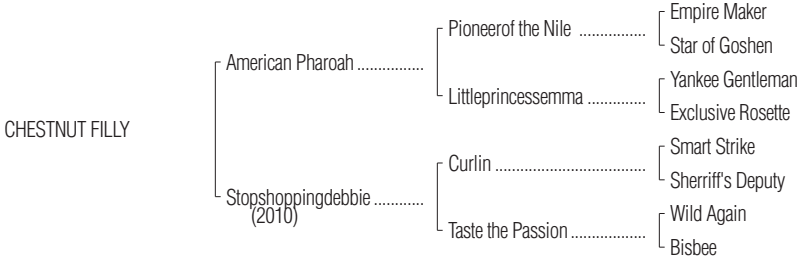 Empire Maker
Pioneerof the Nile ................
Star of Goshen
American Pharoah ................
Yankee Gentleman
Littleprincessemma ..............
Exclusive Rosette
CHESTNUT FILLY
Smart Strike
Curlin ....................................
Sherriff's Deputy
Stopshoppingdebbie ............
(2010)
Wild Again
Taste the Passion ..................
Bisbee